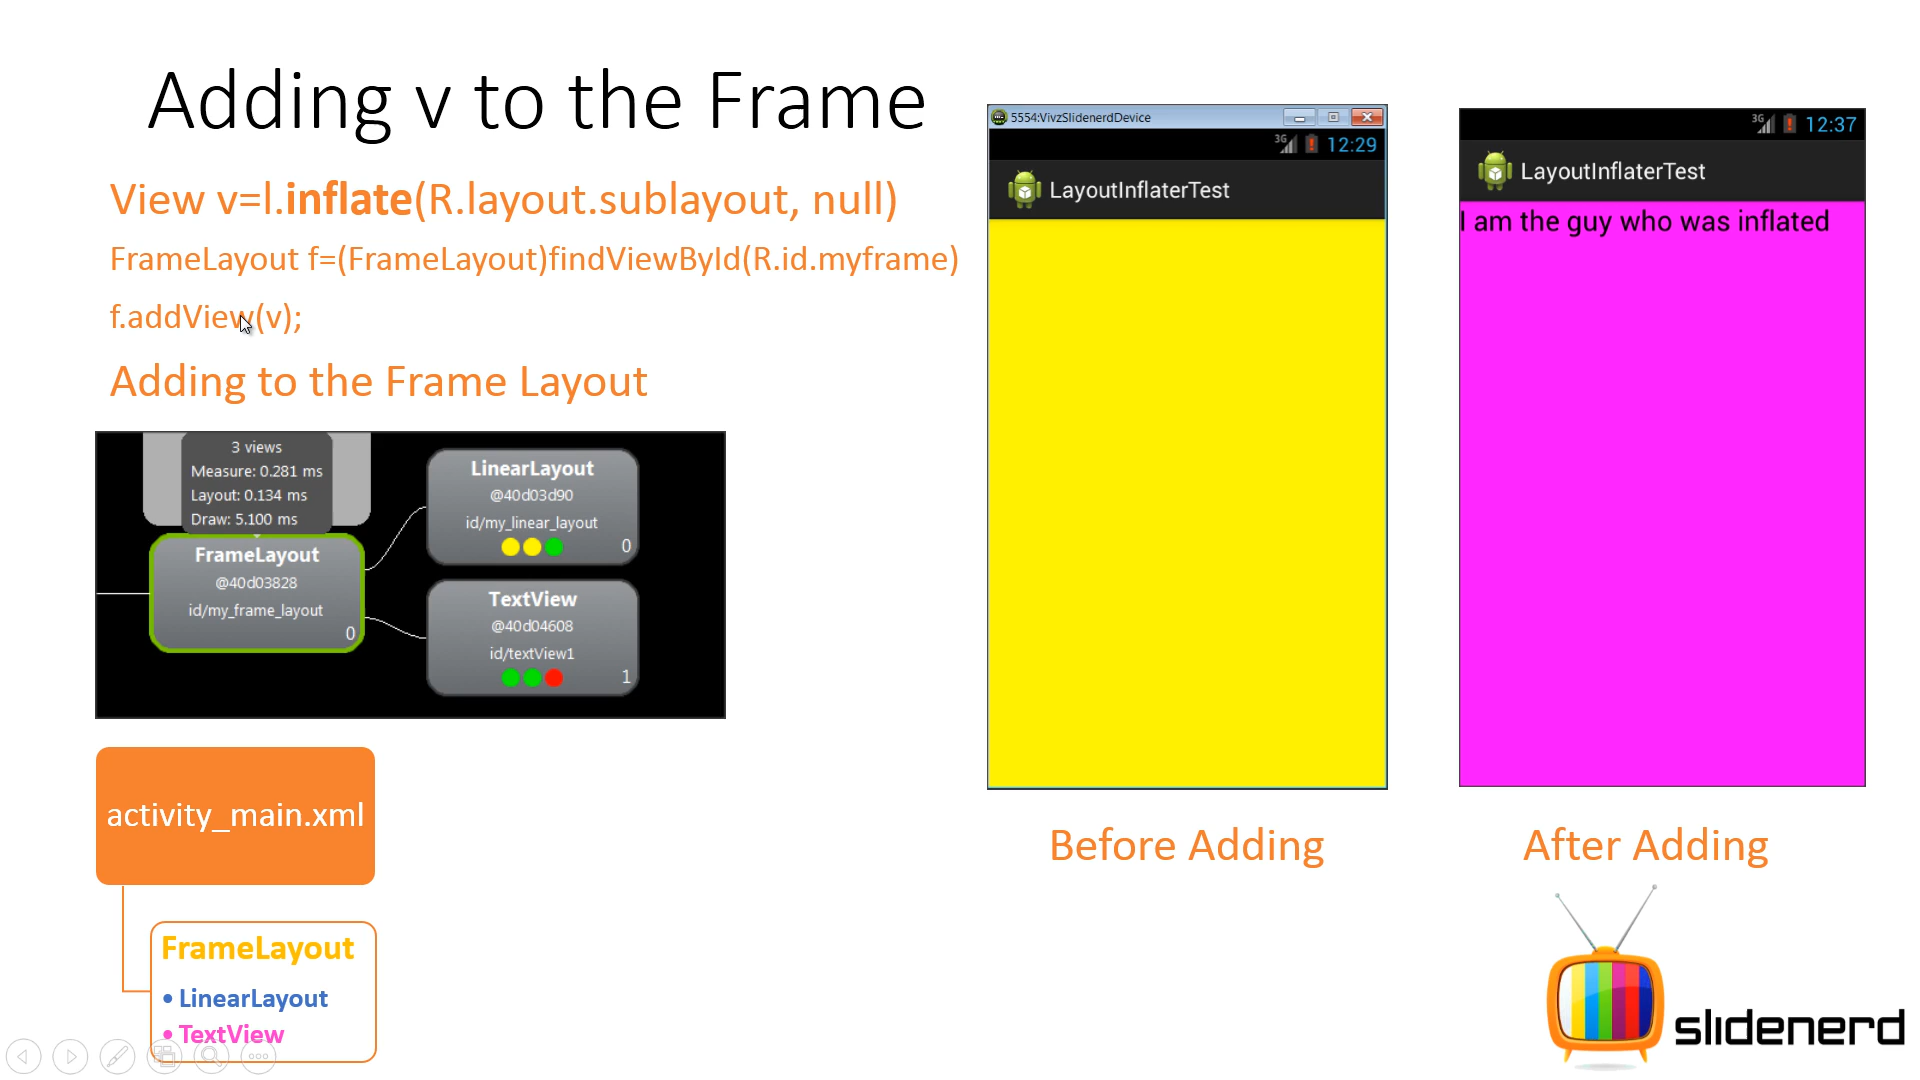 Adding v to the Frame
View v=l.inflate(R.layout.sublayout, null)
FrameLayout f=(FrameLayout)findViewById(R.id.myframe)
f.addView(v);
Adding to the Frame Layout
3 views
Measure: 0.281 ms
Layout: 0.134 ms
Draw: 5.100 ms
FrameLayout
@40d03828
id/my_frame_layout
0
LinearLayout
@40d03d90
id/my_linear_layout
0
TextView
@40d04608
id/textView1
1
activity_main.xml
FrameLayout
• LinearLayout
• TextView
5554:VivzSlidenerdDevice
3G 12:29
LayoutInflaterTest
Before Adding
3G 12:37
LayoutInflaterTest
I am the guy who was inflated
After Adding
slidenerd